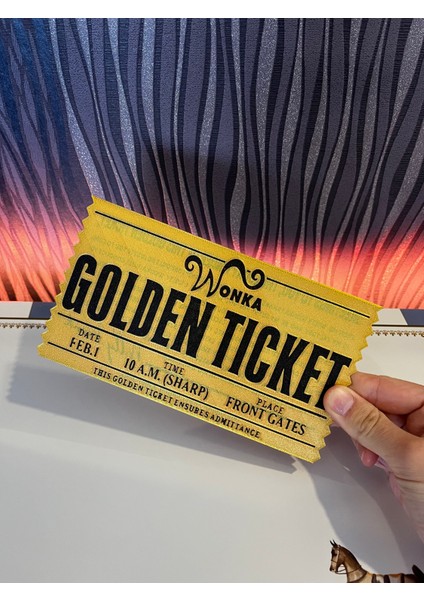 WONKA
GOLDEN TICKET
DATE TIME PLACE
FEB.1 10 A.M. (SHARP) FRONT GATES
THIS GOLDEN TICKET ENSURES ADMITTANCE